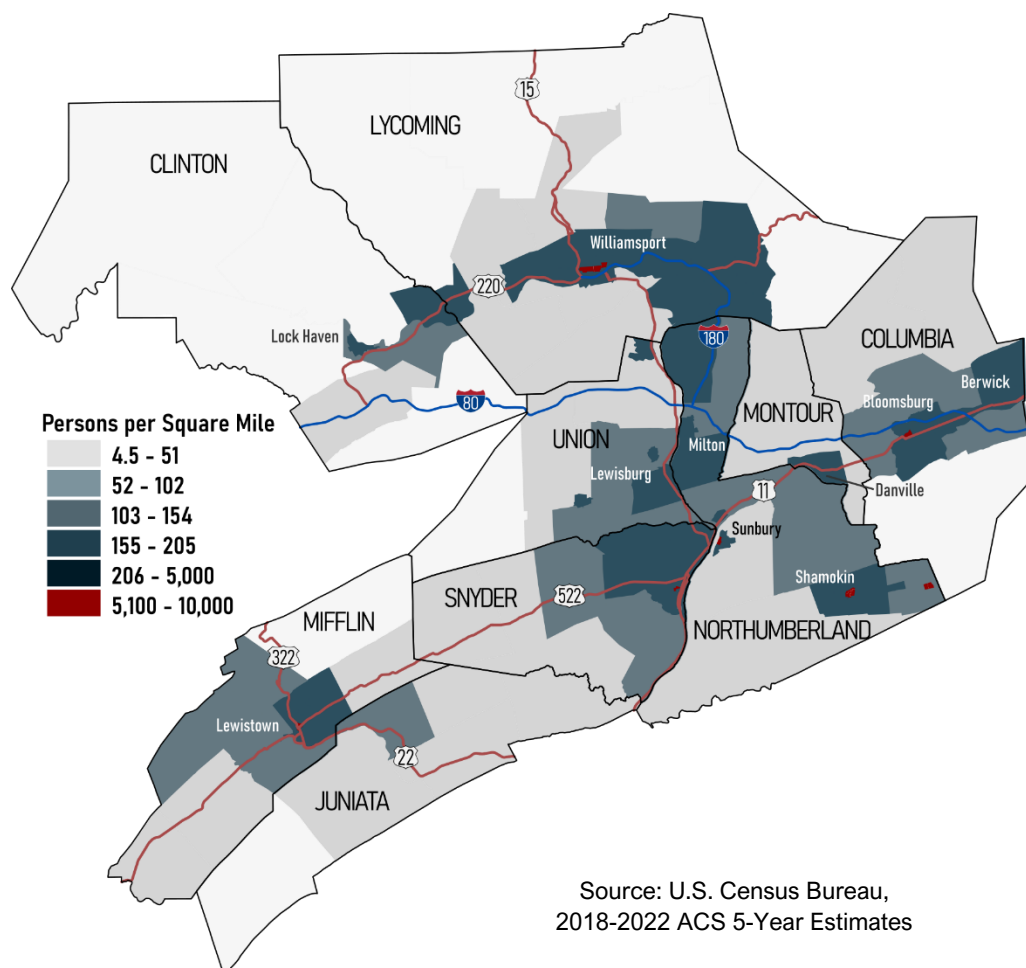 15
LYCOMING
CLINTON
Williamsport
220
Lock Haven
180
COLUMBIA
Berwick
80
Bloomsburg
MONTOUR
Persons per Square Mile
4.5 - 51
52 - 102
103 - 154
155 - 205
206 - 5,000
5,100 - 10,000
UNION
Milton
Lewisburg
11
Danville
Sunbury
Shamokin
522
SNYDER
MIFFLIN
NORTHUMBERLAND
322
Lewistown
22
JUNIATA
Source: U.S. Census Bureau,
2018-2022 ACS 5-Year Estimates